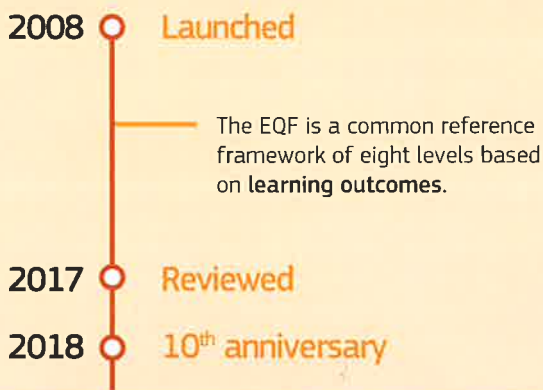 2008 Launched
The EQF is a common reference
framework of eight levels based
on learning outcomes.
2017 Reviewed
2018 10th anniversary